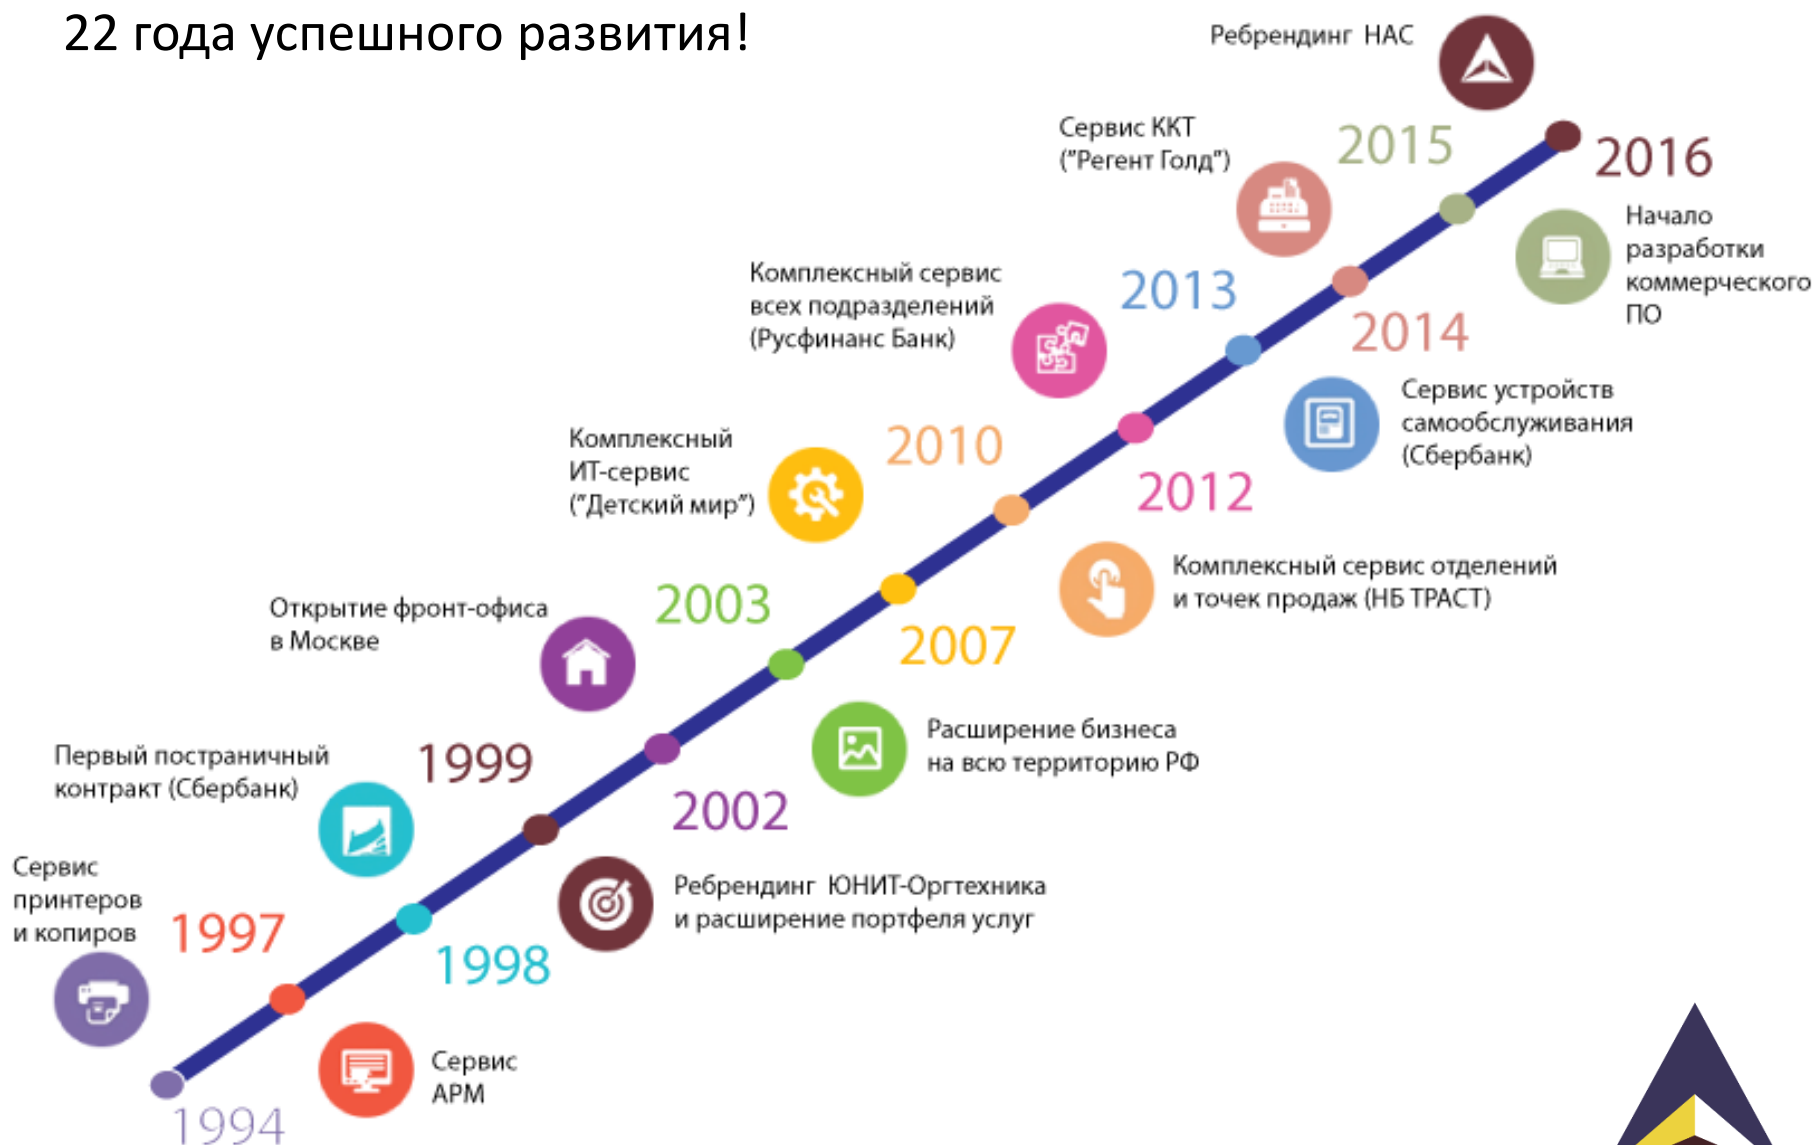 22 года успешного развития!
Ребрендинг НАС
Сервис ККТ
("Регент Голд")
2015
2016
Начало
разработки
коммерческого
ПО
Комплексный сервис
всех подразделений
(Русфинанс Банк)
2013
2014
Сервис устройств
самообслуживания
(Сбербанк)
Комплексный
ИТ-сервис
("Детский мир")
2010
2012
Комплексный сервис отделений
и точек продаж (НБ ТРАСТ)
Открытие фронт-офиса
в Москве
2003
2007
Расширение бизнеса
на всю территорию РФ
Первый постраничный
контракт (Сбербанк)
1999
2002
Ребрендинг ЮНИТ-Оргтехника
и расширение портфеля услуг
Сервис
принтеров
и копиров
1997
1998
Сервис
АРМ
1994